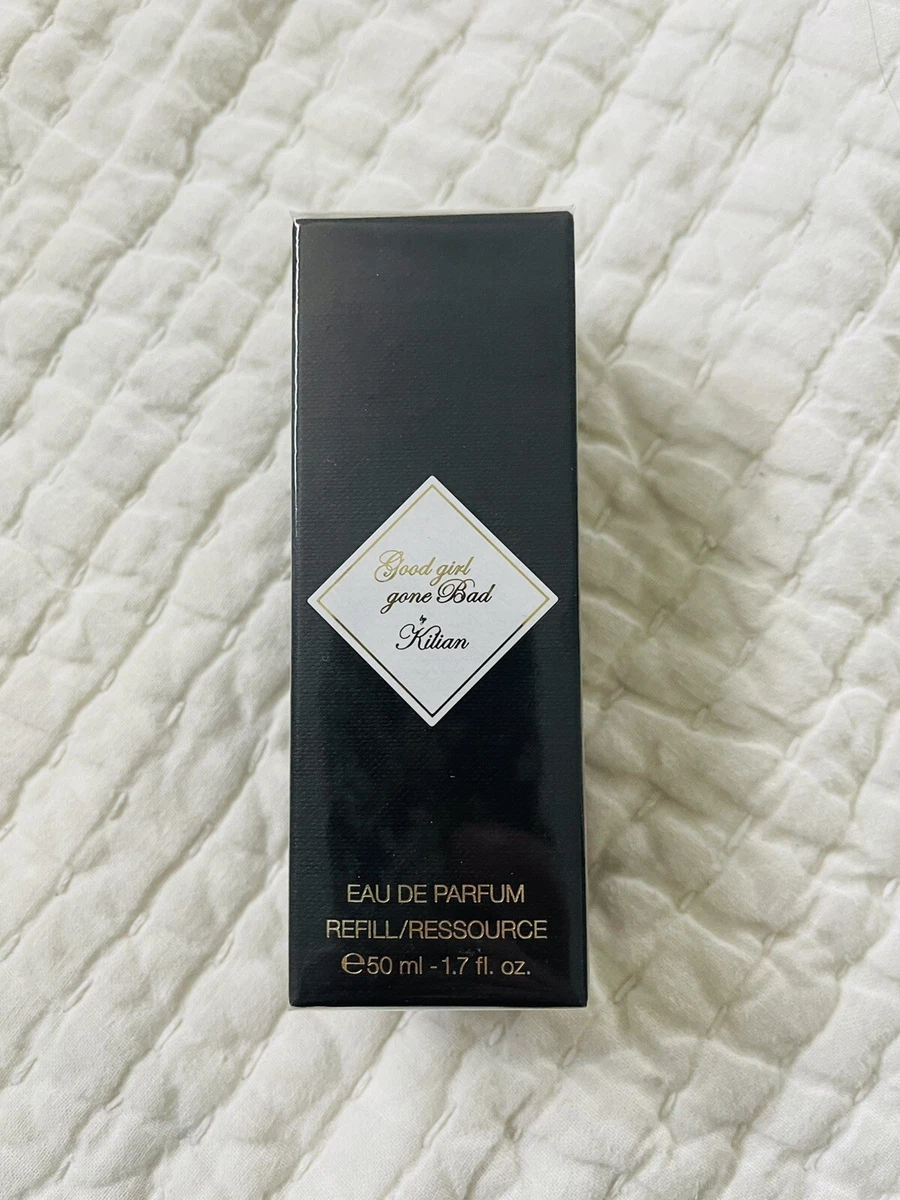 Good girl
gone Bad
by
Kilian
EAU DE PARFUM
REFILL/RESSOURCE
℮50 ml - 1.7 fl. oz.